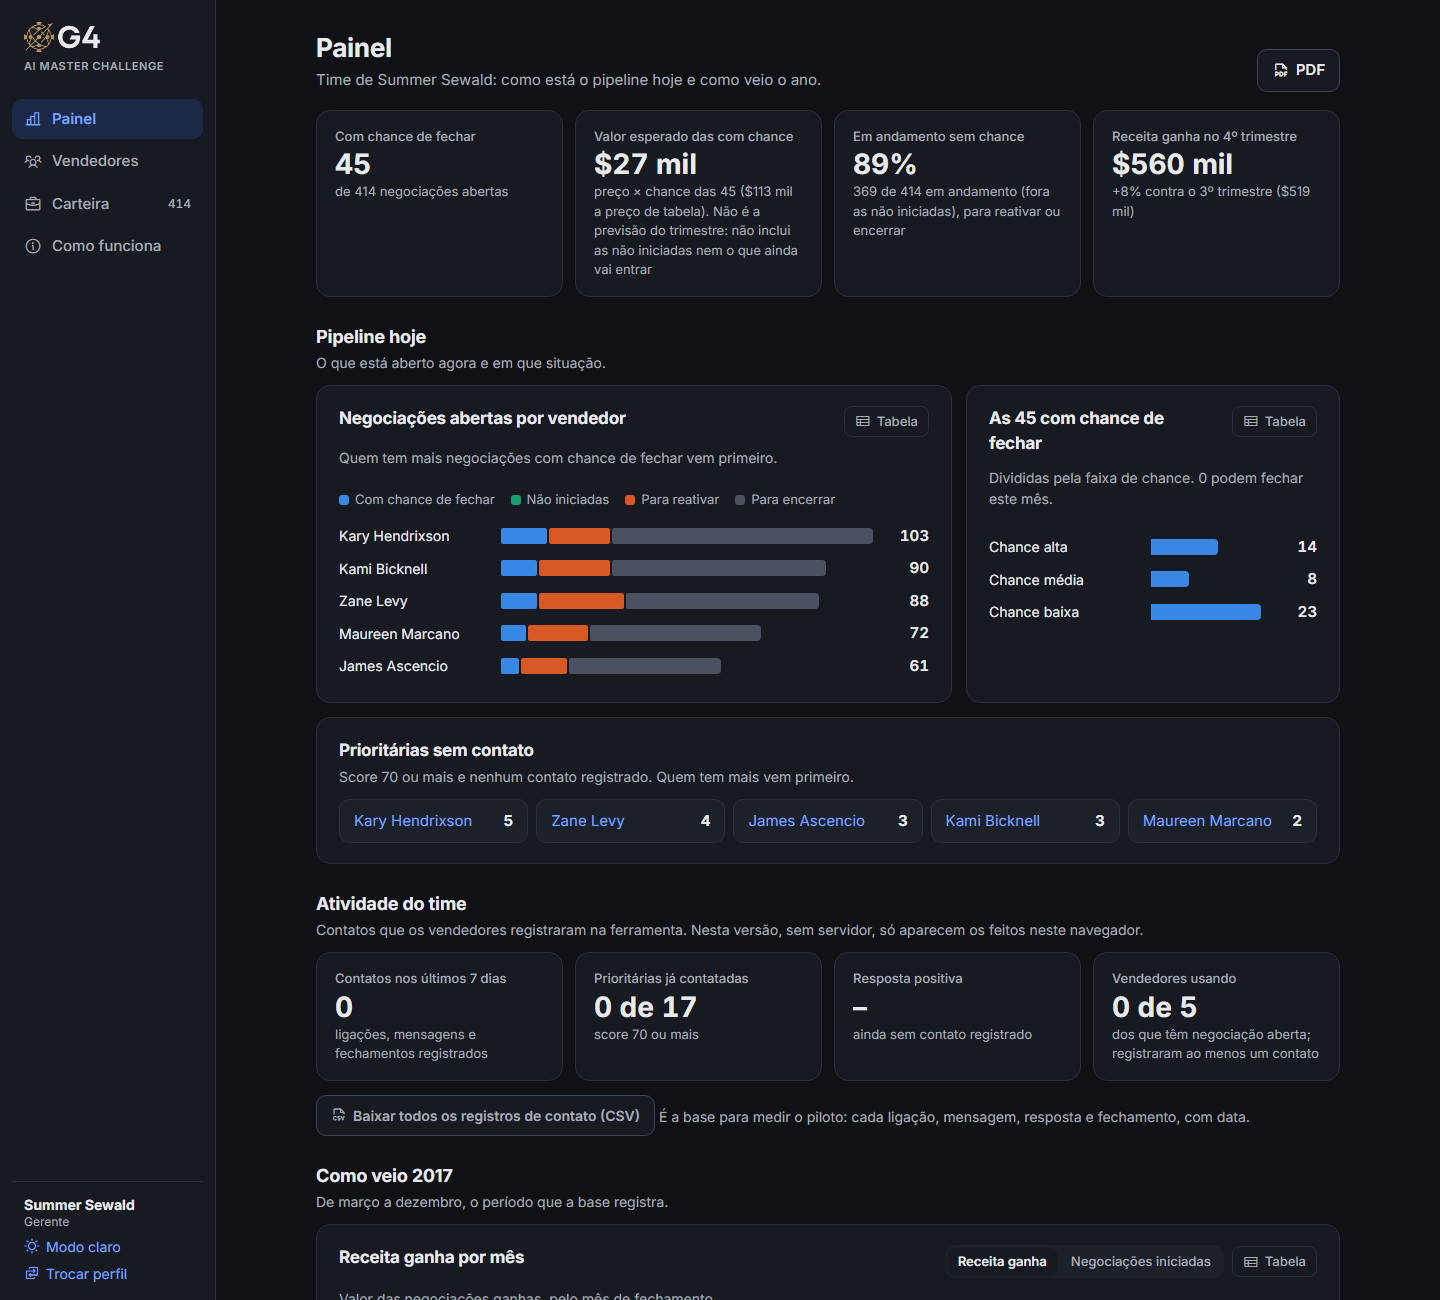 G4
AI MASTER CHALLENGE
Painel
Vendedores
Carteira 414
Como funciona
Summer Sewald
Gerente
Modo claro
Trocar perfil
Painel
Time de Summer Sewald: como está o pipeline hoje e como veio o ano.
PDF
Com chance de fechar
45
de 414 negociações abertas
Valor esperado das com chance
$27 mil
preço × chance das 45 ($113 mil
a preço de tabela). Não é a
previsão do trimestre: não inclui
as não iniciadas nem o que ainda
vai entrar
Em andamento sem chance
89%
369 de 414 em andamento (fora
as não iniciadas), para reativar ou
encerrar
Receita ganha no 4º trimestre
$560 mil
+8% contra o 3º trimestre ($519
mil)
Pipeline hoje
O que está aberto agora e em que situação.
Negociações abertas por vendedor
Tabela
Quem tem mais negociações com chance de fechar vem primeiro.
Com chance de fechar Não iniciadas Para reativar Para encerrar
Kary Hendrixson 103
Kami Bicknell 90
Zane Levy 88
Maureen Marcano 72
James Ascencio 61
As 45 com chance de
fechar
Tabela
Divididas pela faixa de chance. 0 podem fechar
este mês.
Chance alta 14
Chance média 8
Chance baixa 23
Prioritárias sem contato
Score 70 ou mais e nenhum contato registrado. Quem tem mais vem primeiro.
Kary Hendrixson 5 Zane Levy 4 James Ascencio 3 Kami Bicknell 3 Maureen Marcano 2
Atividade do time
Contatos que os vendedores registraram na ferramenta. Nesta versão, sem servidor, só aparecem os feitos neste navegador.
Contatos nos últimos 7 dias
0
ligações, mensagens e
fechamentos registrados
Prioritárias já contatadas
0 de 17
score 70 ou mais
Resposta positiva
–
ainda sem contato registrado
Vendedores usando
0 de 5
dos que têm negociação aberta;
registraram ao menos um contato
CSV Baixar todos os registros de contato (CSV) É a base para medir o piloto: cada ligação, mensagem, resposta e fechamento, com data.
Como veio 2017
De março a dezembro, o período que a base registra.
Receita ganha por mês
Receita ganha Negociações iniciadas Tabela
Valor das negociações ganhas, pelo mês de fechamento.